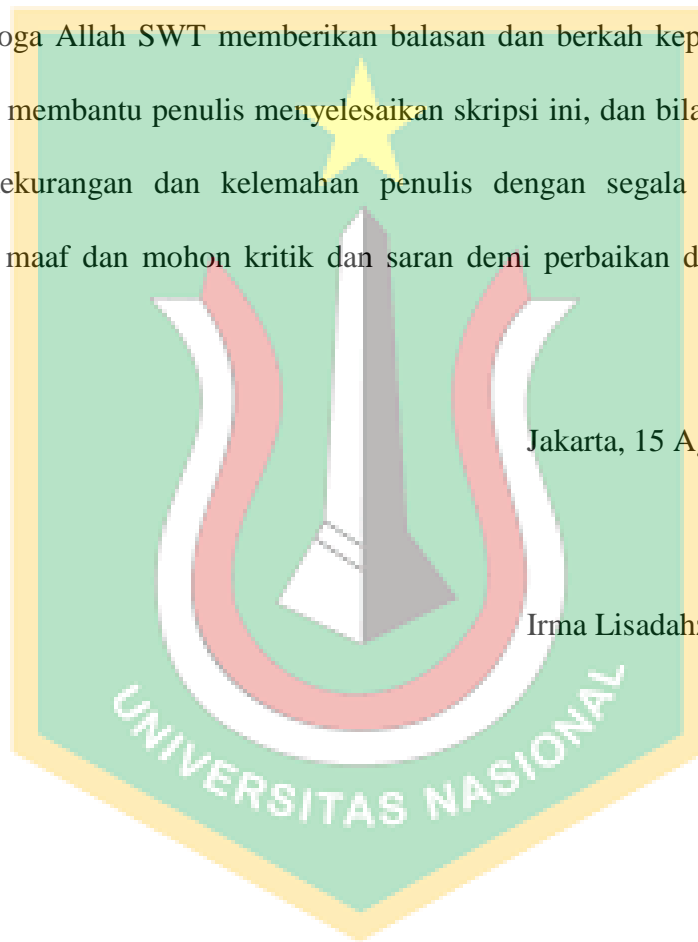 oga Allah SWT memberikan balasan dan berkah kep
membantu penulis menyelesaikan skripsi ini, dan bila
ekurangan dan kelemahan penulis dengan segala
maaf dan mohon kritik dan saran demi perbaikan d
Jakarta, 15 A
Irma Lisadah
UNIVERSITAS NASIONAL